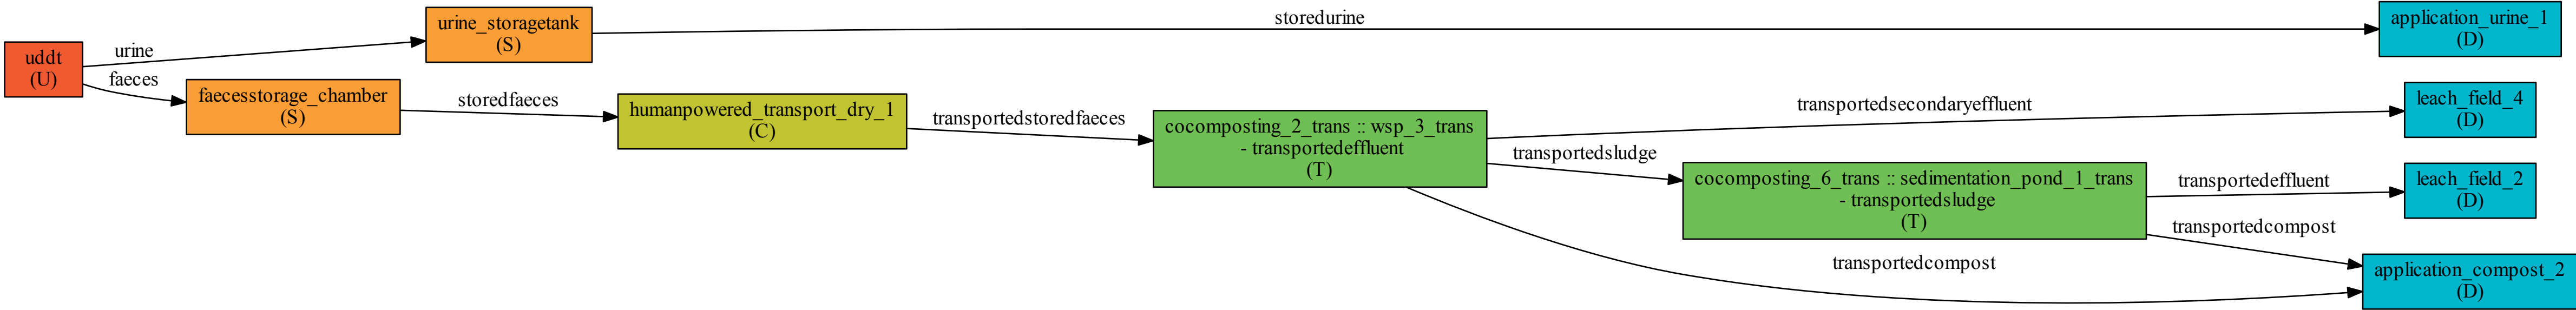 uddt
(U)
urine
faeces
urine_storagetank
(S)
storedurine
application_urine_1
(D)
faecesstorage_chamber
(S)
storedfaeces
humanpowered_transport_dry_1
(C)
transportedstoredfaeces
cocomposting_2_trans :: wsp_3_trans
- transportedeffluent
(T)
transportedsecondaryeffluent
leach_field_4
(D)
transportedsludge
cocomposting_6_trans :: sedimentation_pond_1_trans
- transportedsludge
(T)
transportedeffluent
leach_field_2
(D)
transportedcompost
transportedcompost
application_compost_2
(D)